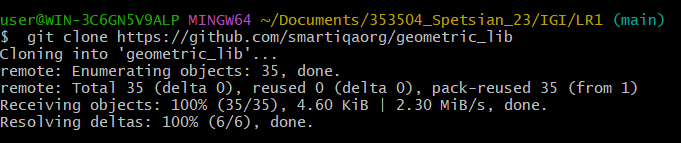 user@WIN-3C6GN5V9ALP MINGW64 ~/Documents/353504_Spetsian_23/IGI/LR1 (main)
$ git clone https://github.com/smartiqaorg/geometric_lib
Cloning into 'geometric_lib'...
remote: Enumerating objects: 35, done.
remote: Total 35 (delta 0), reused 0 (delta 0), pack-reused 35 (from 1)
Receiving objects: 100% (35/35), 4.60 KiB | 2.30 MiB/s, done.
Resolving deltas: 100% (6/6), done.